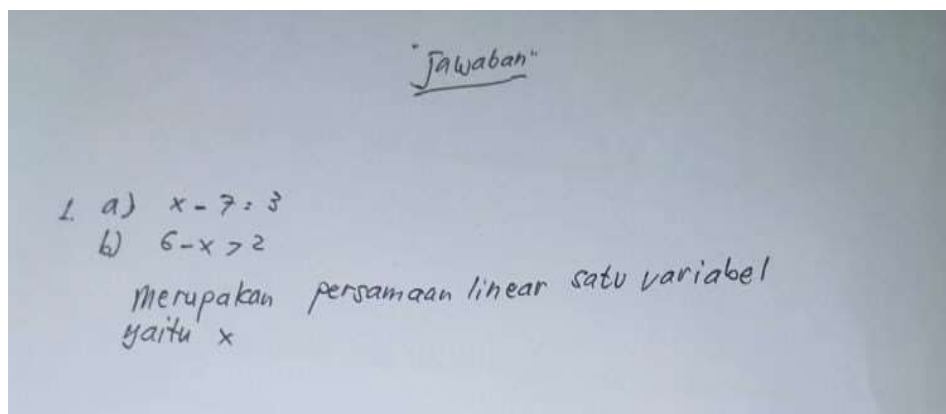 "Jawaban"
1. a) x - 7 = 3
b) 6 - x > 2
Merupakan persamaan linear satu variabel
yaitu x